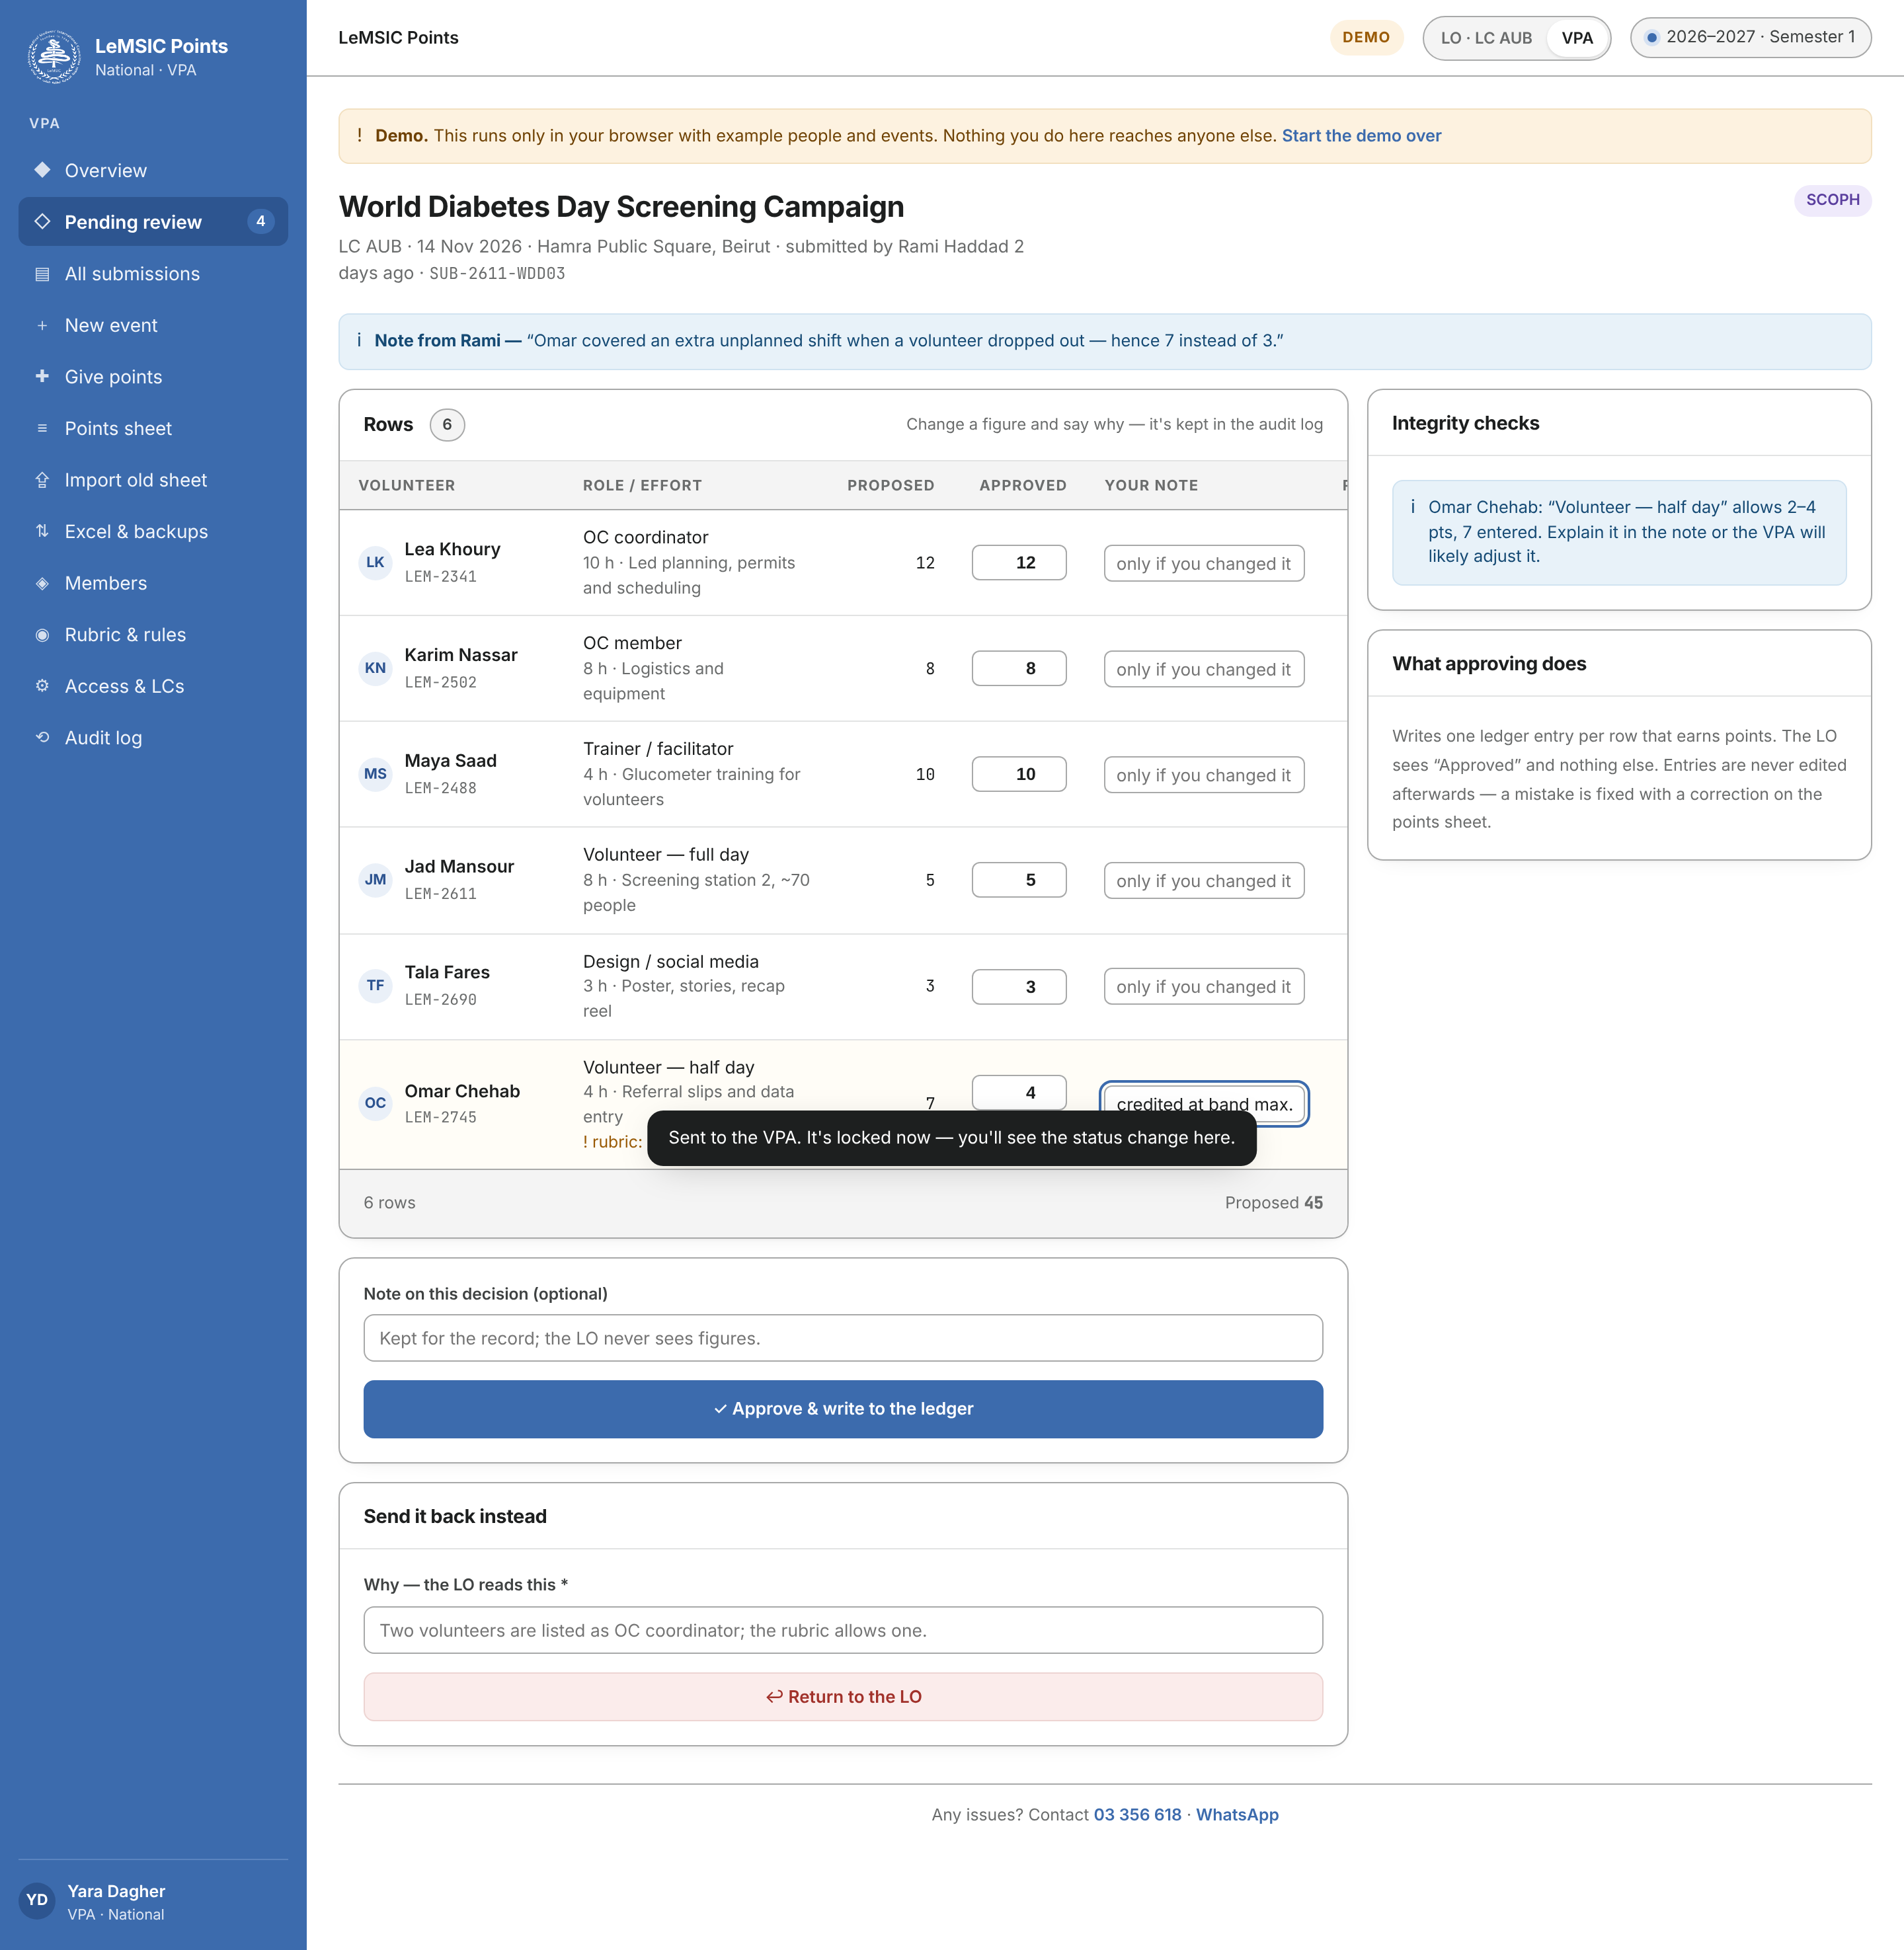 LeMSIC Points
National · VPA
VPA
Overview
Pending review 4
All submissions
New event
Give points
Points sheet
Import old sheet
Excel & backups
Members
Rubric & rules
Access & LCs
Audit log
YD Yara Dagher
VPA · National
LeMSIC Points
DEMO
LO · LC AUB VPA
2026–2027 · Semester 1
! Demo. This runs only in your browser with example people and events. Nothing you do here reaches anyone else. Start the demo over
World Diabetes Day Screening Campaign
SCOPH
LC AUB · 14 Nov 2026 · Hamra Public Square, Beirut · submitted by Rami Haddad 2
days ago · SUB-2611-WDD03
i Note from Rami — “Omar covered an extra unplanned shift when a volunteer dropped out — hence 7 instead of 3.”
Rows 6
Change a figure and say why — it's kept in the audit log
VOLUNTEER ROLE / EFFORT PROPOSED APPROVED YOUR NOTE
LK Lea Khoury
LEM-2341
OC coordinator
10 h · Led planning, permits
and scheduling
12 12 only if you changed it
KN Karim Nassar
LEM-2502
OC member
8 h · Logistics and
equipment
8 8 only if you changed it
MS Maya Saad
LEM-2488
Trainer / facilitator
4 h · Glucometer training for
volunteers
10 10 only if you changed it
JM Jad Mansour
LEM-2611
Volunteer — full day
8 h · Screening station 2, ~70
people
5 5 only if you changed it
TF Tala Fares
LEM-2690
Design / social media
3 h · Poster, stories, recap
reel
3 3 only if you changed it
OC Omar Chehab
LEM-2745
Volunteer — half day
4 h · Referral slips and data
entry
! rubric:
7 4 credited at band max.
Sent to the VPA. It's locked now — you'll see the status change here.
6 rows
Proposed 45
Note on this decision (optional)
Kept for the record; the LO never sees figures.
✓ Approve & write to the ledger
Send it back instead
Why — the LO reads this *
Two volunteers are listed as OC coordinator; the rubric allows one.
↩ Return to the LO
Integrity checks
i Omar Chehab: “Volunteer — half day” allows 2–4
pts, 7 entered. Explain it in the note or the VPA will
likely adjust it.
What approving does
Writes one ledger entry per row that earns points. The LO
sees “Approved” and nothing else. Entries are never edited
afterwards — a mistake is fixed with a correction on the
points sheet.
Any issues? Contact 03 356 618 · WhatsApp